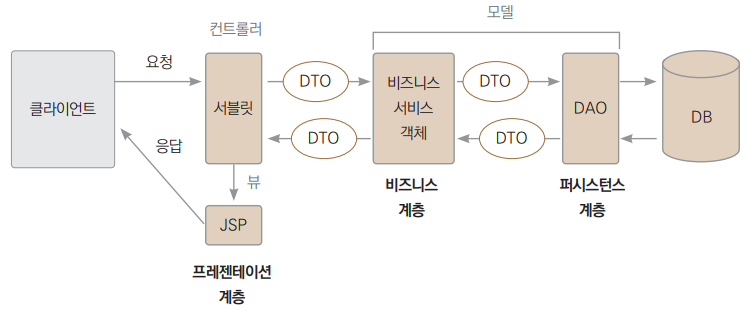 모델
컨트롤러
요청
클라이언트
서블릿
DTO
DTO
비즈니스
서비스
객체
DTO
DTO
DAO
DB
응답
뷰
JSP
비즈니스
계층
퍼시스턴스
계층
프레젠테이션
계층